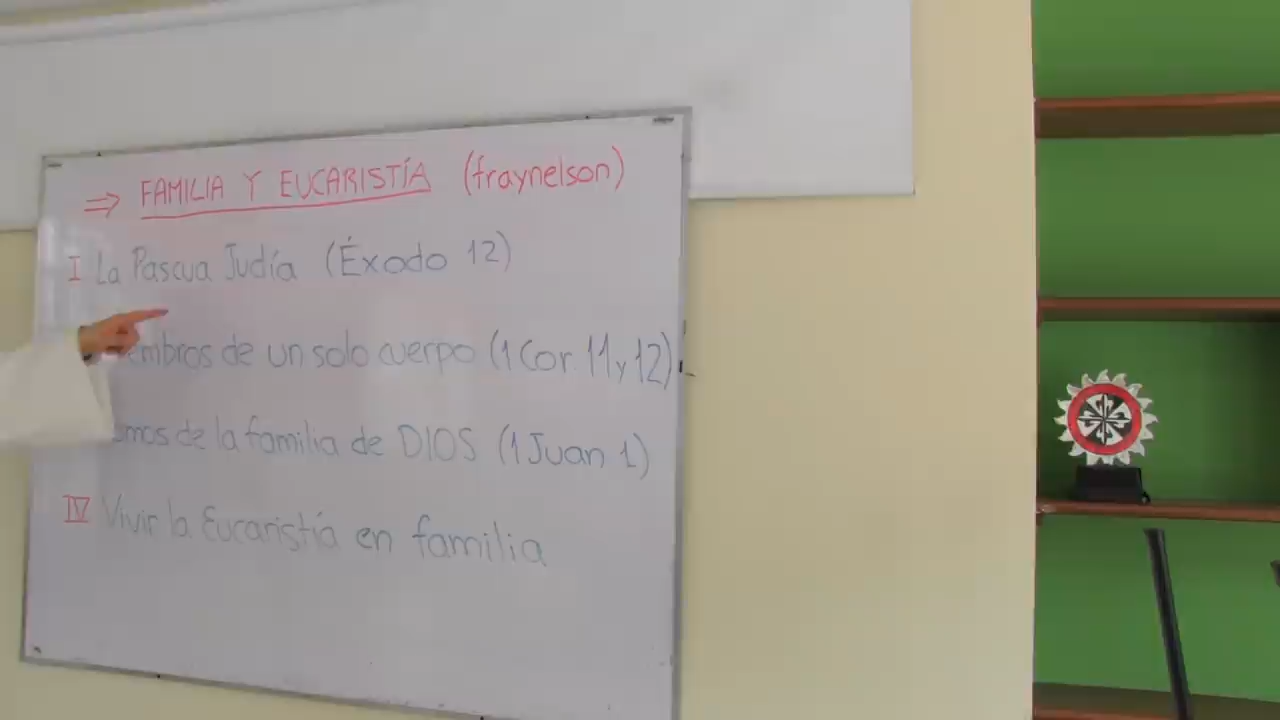 ⇒ FAMILIA Y EUCARISTÍA (fraynelson)
I La Pascua Judía (Éxodo 12)
embros de un solo cuerpo (1 Cor 11 y 12)
omos de la familia de DIOS (1 Juan 1)
IV Vivir la Eucaristía en familia